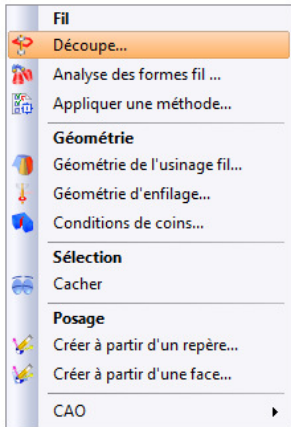 Fil
Découpe...
Analyse des formes fil ...
Appliquer une méthode...
Géométrie
Géométrie de l'usinage fil...
Géométrie d'enfilage...
Conditions de coins...
Sélection
Cacher
Posage
Créer à partir d'un repère...
Créer à partir d'une face...
CAO